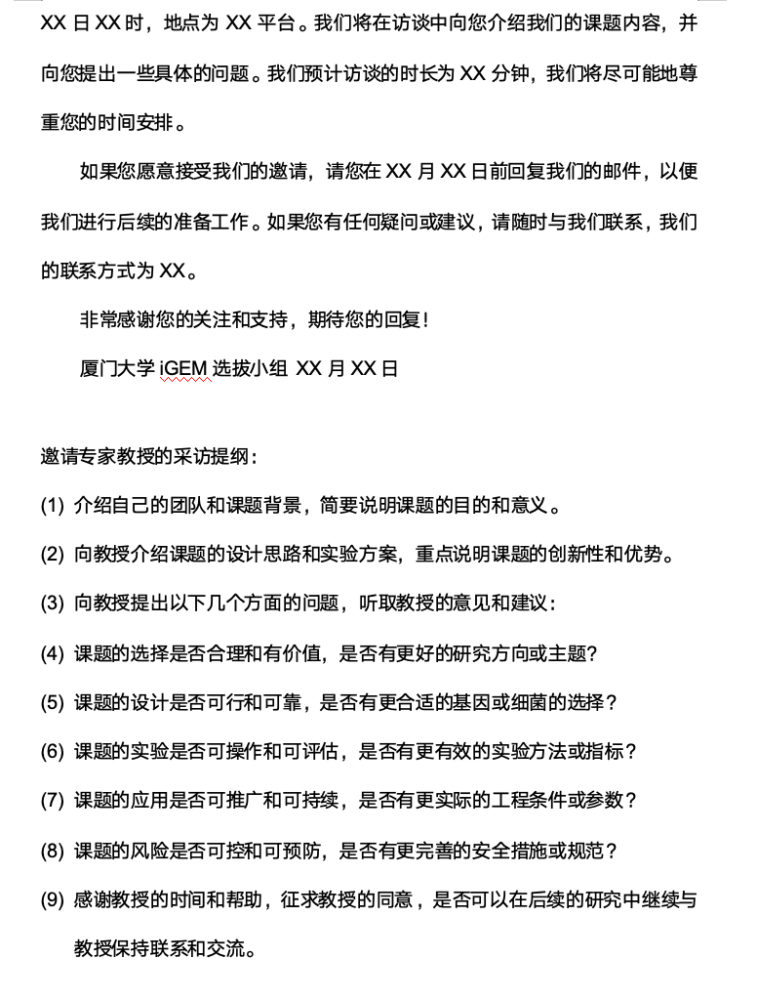 XX 日 XX 时，地点为 XX 平台。我们将在访谈中向您介绍我们的课题内容，并
向您提出一些具体的问题。我们预计访谈的时长为 XX 分钟，我们将尽可能地尊
重您的时间安排。
如果您愿意接受我们的邀请，请您在 XX 月 XX 日前回复我们的邮件，以便
我们进行后续的准备工作。如果您有任何疑问或建议，请随时与我们联系，我们
的联系方式为 XX。
非常感谢您的关注和支持，期待您的回复！
厦门大学 iGEM 选拔小组 XX 月 XX 日
邀请专家教授的采访提纲：
(1) 介绍自己的团队和课题背景，简要说明课题的目的和意义。
(2) 向教授介绍课题的设计思路和实验方案，重点说明课题的创新性和优势。
(3) 向教授提出以下几个方面的问题，听取教授的意见和建议：
(4) 课题的选择是否合理和有价值，是否有更好的研究方向或主题？
(5) 课题的设计是否可行和可靠，是否有更合适的基因或细菌的选择？
(6) 课题的实验是否可操作和可评估，是否有更有效的实验方法或指标？
(7) 课题的应用是否可推广和可持续，是否有更实际的工程条件或参数？
(8) 课题的风险是否可控和可预防，是否有更完善的安全措施或规范？
(9) 感谢教授的时间和帮助，征求教授的同意，是否可以在后续的研究中继续与
教授保持联系和交流。